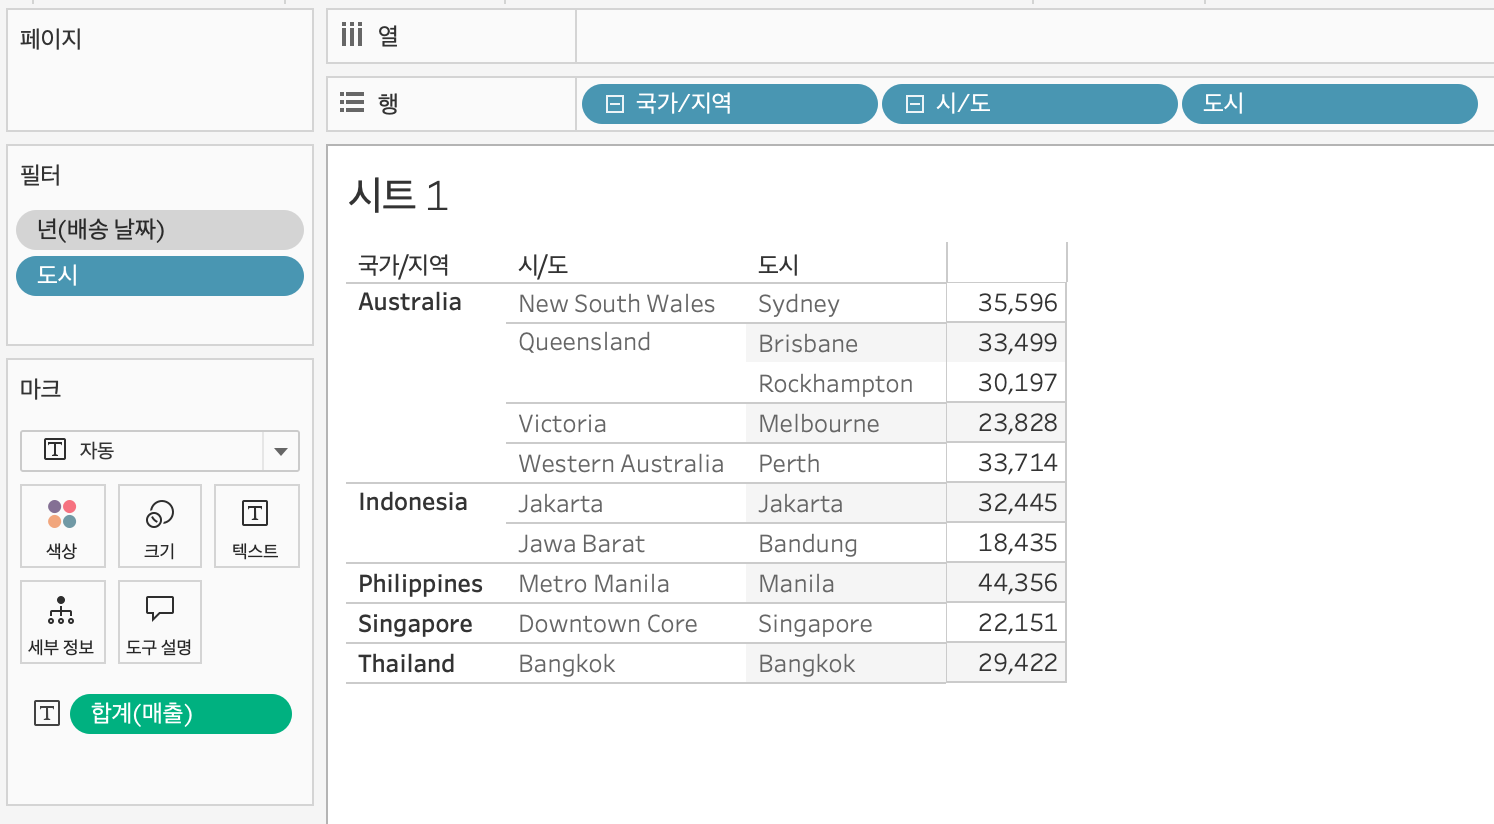 페이지
열
행
국가/지역 시/도 도시
필터
년(배송 날짜)
도시
마크
자동
색상 크기 텍스트
세부 정보 도구 설명
합계(매출)
시트 1
국가/지역 시/도 도시
Australia New South Wales Sydney 35,596
Queensland Brisbane 33,499
Rockhampton 30,197
Victoria Melbourne 23,828
Western Australia Perth 33,714
Indonesia Jakarta Jakarta 32,445
Jawa Barat Bandung 18,435
Philippines Metro Manila Manila 44,356
Singapore Downtown Core Singapore 22,151
Thailand Bangkok Bangkok 29,422